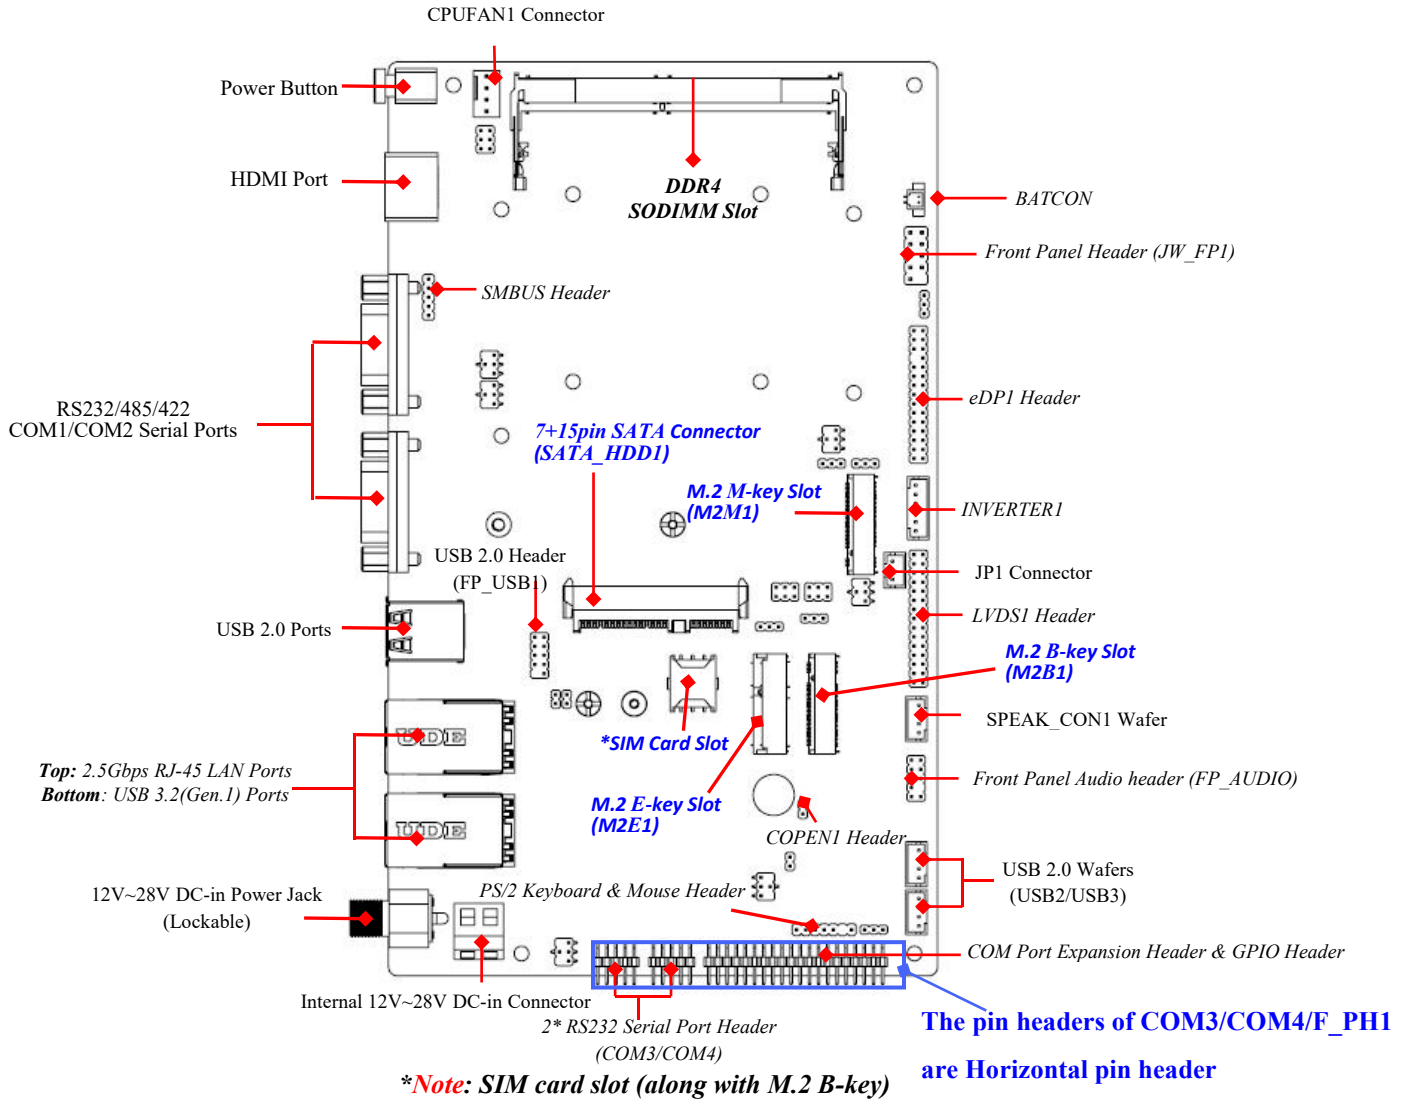 CPUFAN1 Connector
Power Button
HDMI Port
DDR4
SODIMM Slot
BATCON
Front Panel Header (JW_FP1)
SMBUS Header
RS232/485/422
COM1/COM2 Serial Ports
eDP1 Header
7+15pin SATA Connector
(SATA_HDD1)
M.2 M-key Slot
(M2M1)
INVERTER1
USB 2.0 Header
(FP_USB1)
JP1 Connector
USB 2.0 Ports
LVDS1 Header
M.2 B-key Slot
(M2B1)
SPEAK_CON1 Wafer
*SIM Card Slot
UDE
Top: 2.5Gbps RJ-45 LAN Ports
Bottom: USB 3.2(Gen.1) Ports
Front Panel Audio header (FP_AUDIO)
M.2 E-key Slot
(M2E1)
UDE
COPEN1 Header
USB 2.0 Wafers
(USB2/USB3)
12V~28V DC-in Power Jack
(Lockable)
PS/2 Keyboard & Mouse Header
COM Port Expansion Header & GPIO Header
Internal 12V~28V DC-in Connector
2* RS232 Serial Port Header
(COM3/COM4)
The pin headers of COM3/COM4/F_PH1
are Horizontal pin header
*Note: SIM card slot (along with M.2 B-key)